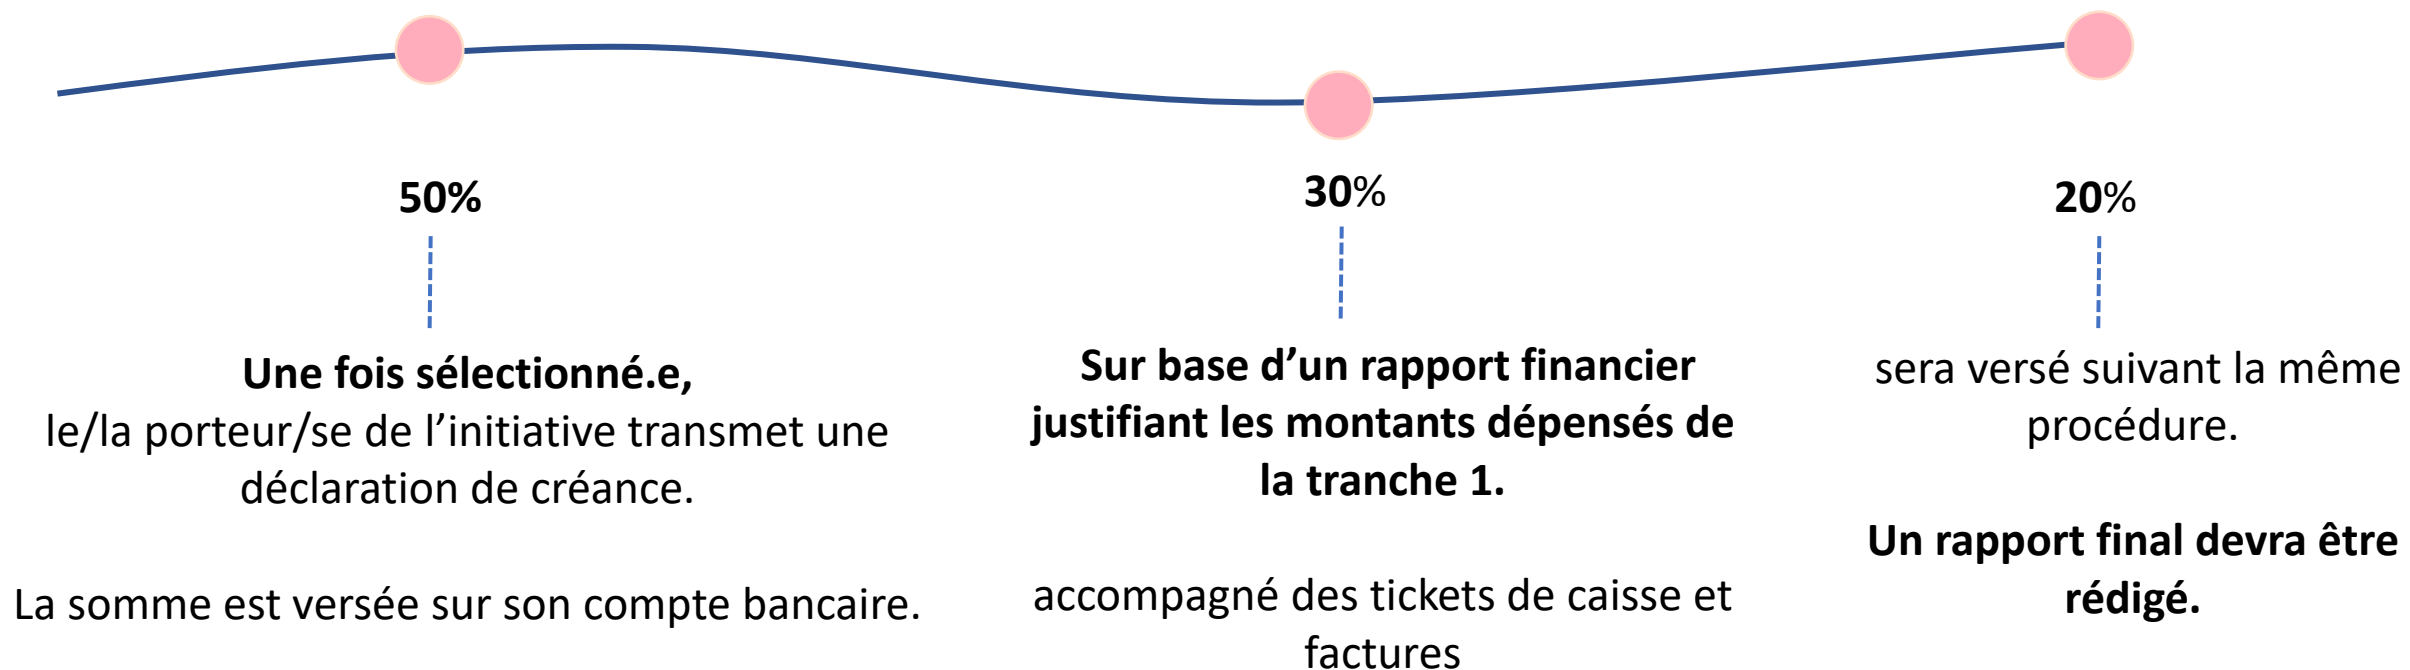 50%
Une fois sélectionné.e,
le/la porteur/se de l’initiative transmet une
déclaration de créance.
La somme est versée sur son compte bancaire.
30%
Sur base d’un rapport financier
justifiant les montants dépensés de
la tranche 1.
accompagné des tickets de caisse et
factures
20%
sera versé suivant la même
procédure.
Un rapport final devra être
rédigé.